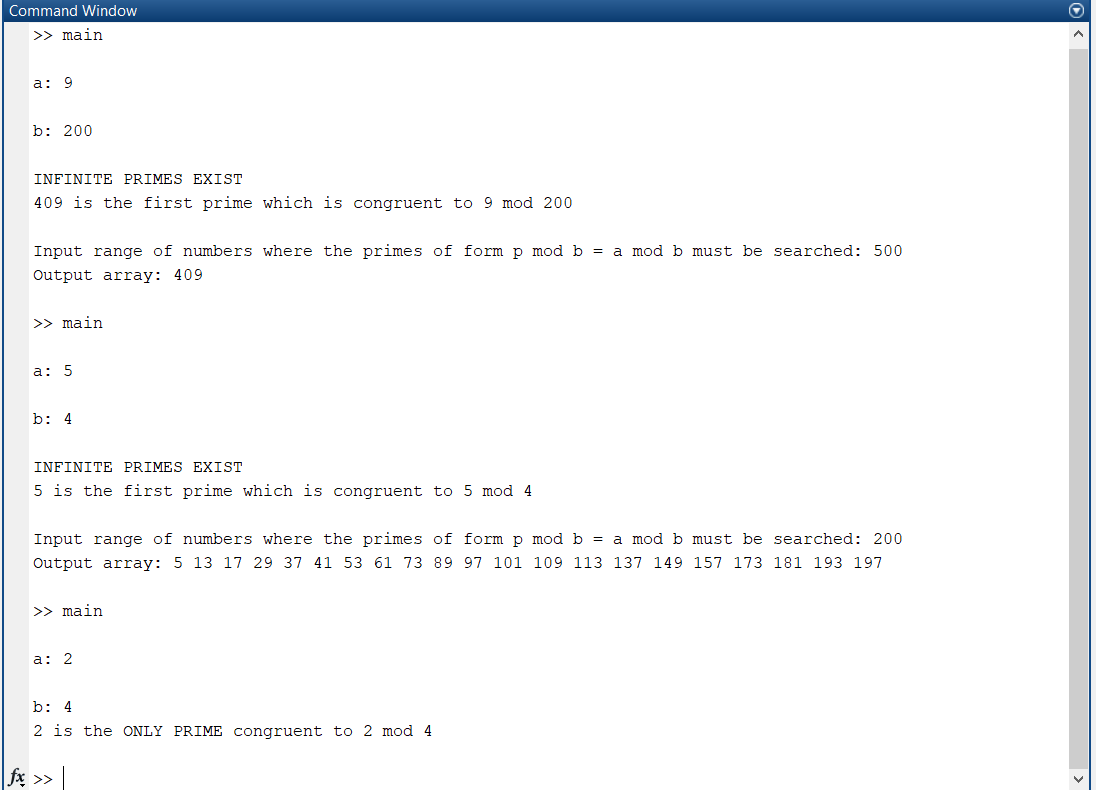 Command Window
>> main
a: 9
b: 200
INFINITE PRIMES EXIST
409 is the first prime which is congruent to 9 mod 200
Input range of numbers where the primes of form p mod b = a mod b must be searched: 500
Output array: 409
>> main
a: 5
b: 4
INFINITE PRIMES EXIST
5 is the first prime which is congruent to 5 mod 4
Input range of numbers where the primes of form p mod b = a mod b must be searched: 200
Output array: 5 13 17 29 37 41 53 61 73 89 97 101 109 113 137 149 157 173 181 193 197
>> main
a: 2
b: 4
2 is the ONLY PRIME congruent to 2 mod 4
fx >>